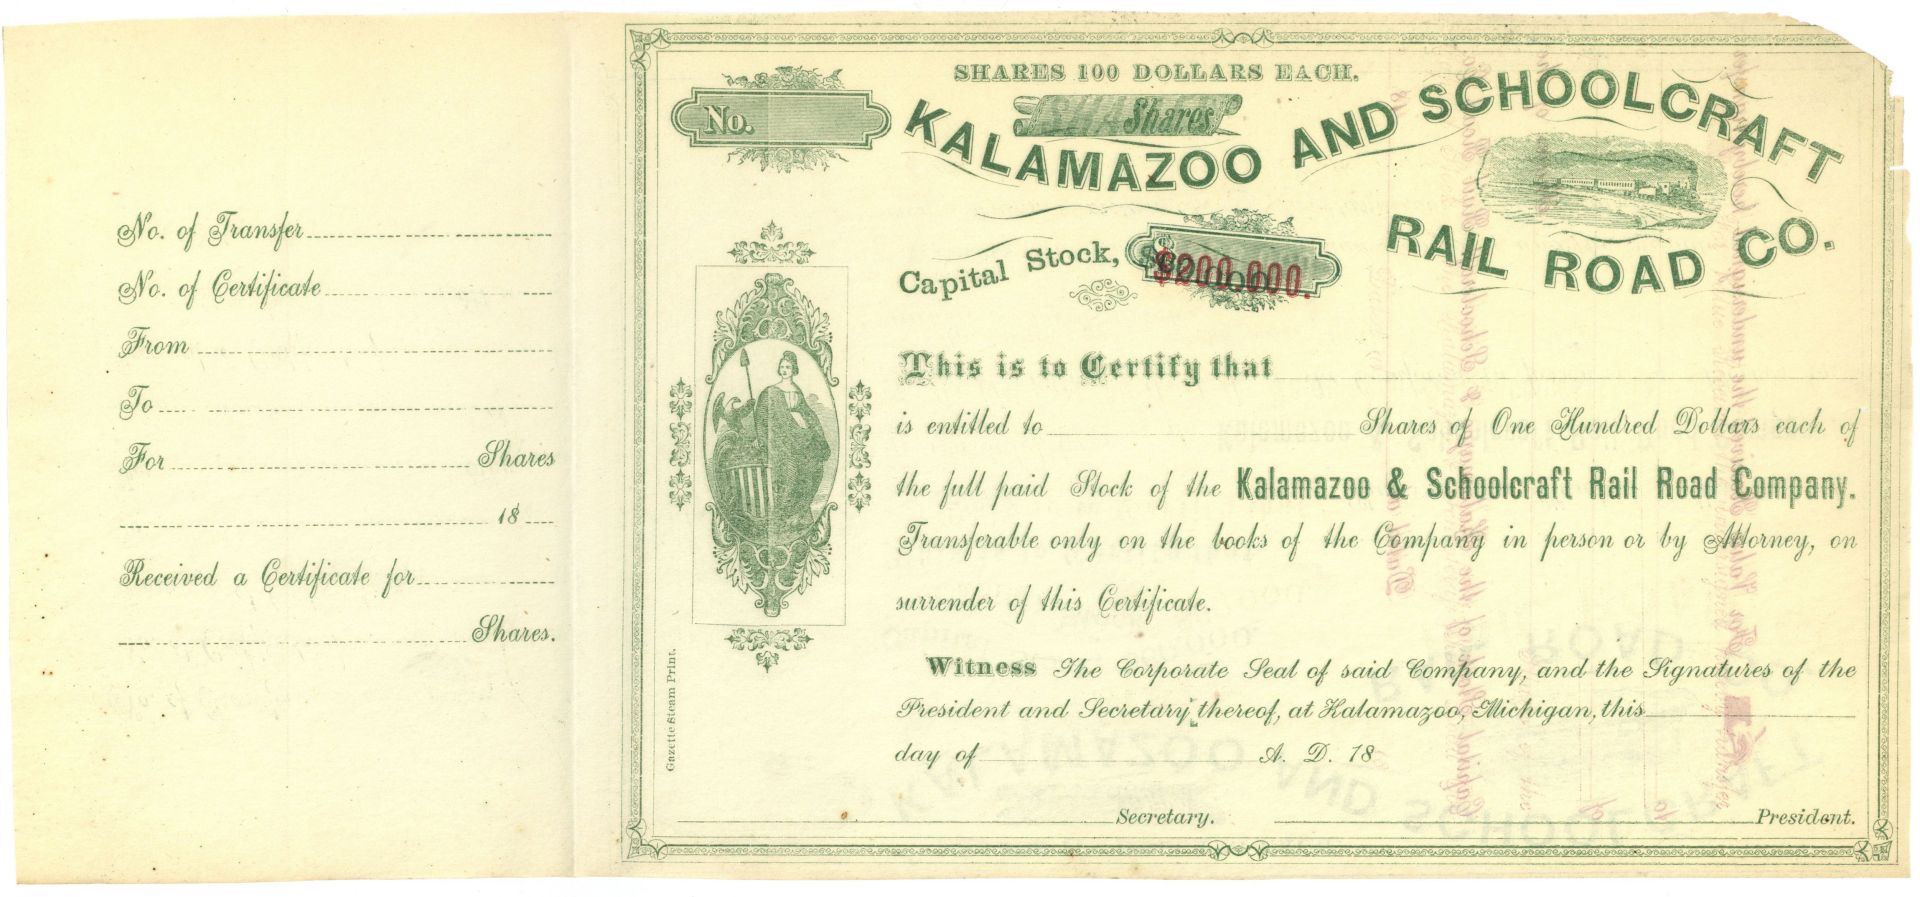 No. of Transfer
No. of Certificate
From
To
For Shares
18
Received a Certificate for
Shares.
SHARES 100 DOLLARS EACH.
No.
Shares
KALAMAZOO AND SCHOOLCRAFT
RAIL ROAD CO.
Capital Stock, $200,000.
This is to Certify that
is entitled to Shares of One Hundred Dollars each of
the full paid Stock of the Kalamazoo & Schoolcraft Rail Road Company.
Transferable only on the books of the Company in person or by Attorney, on
surrender of this Certificate.
Witness The Corporate Seal of said Company, and the Signatures of the
President and Secretary thereof, at Kalamazoo, Michigan, this
day of A. D. 18
Secretary. President.
Gazette Steam Print.